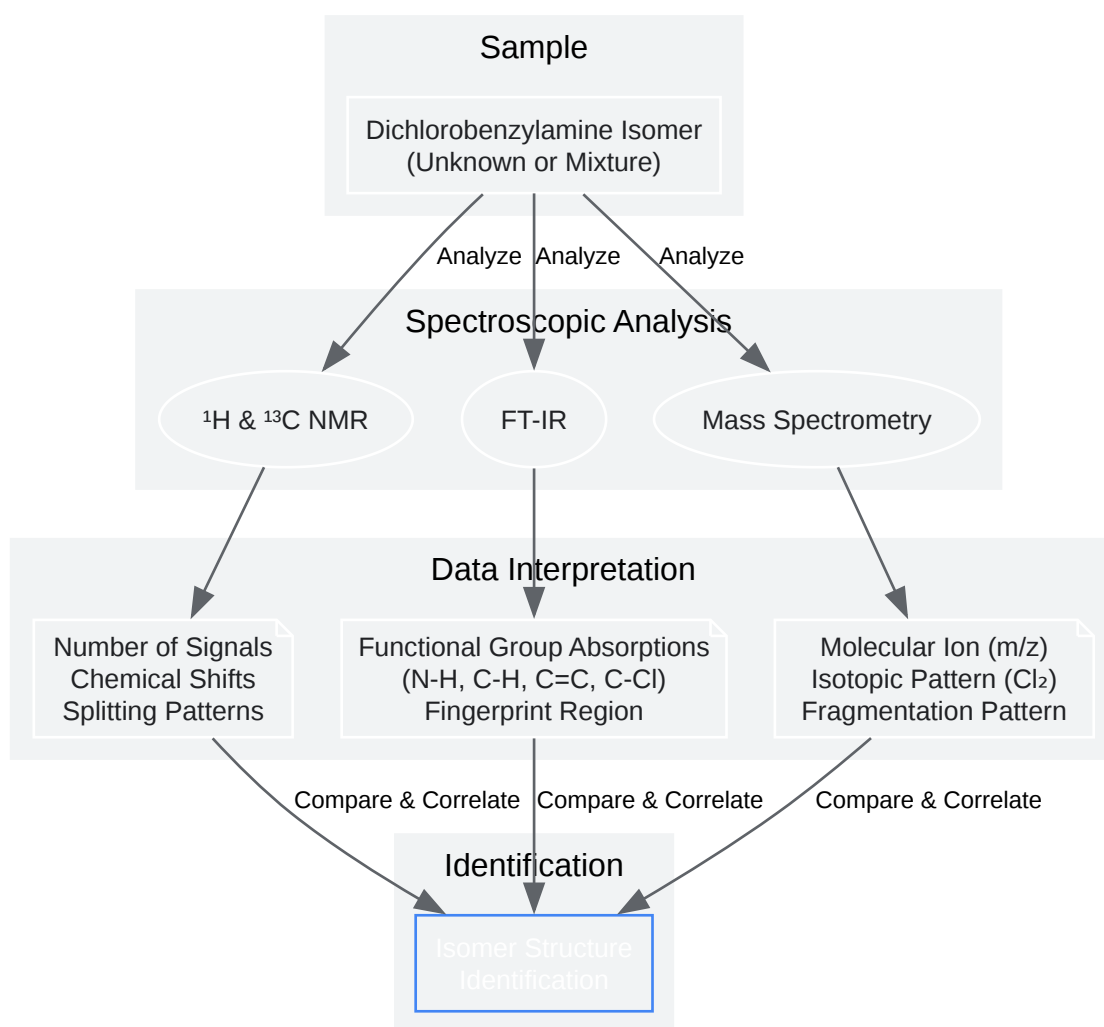 Sample
Dichlorobenzylamine Isomer
(Unknown or Mixture)
Analyze
Analyze
Analyze
Spectroscopic Analysis
¹H & ¹³C NMR
FT-IR
Mass Spectrometry
Data Interpretation
Number of Signals
Chemical Shifts
Splitting Patterns
Functional Group Absorptions
(N-H, C-H, C=C, C-Cl)
Fingerprint Region
Molecular Ion (m/z)
Isotopic Pattern (Cl₂)
Fragmentation Pattern
Compare & Correlate
Compare & Correlate
Compare & Correlate
Identification
Isomer Structure
Identification